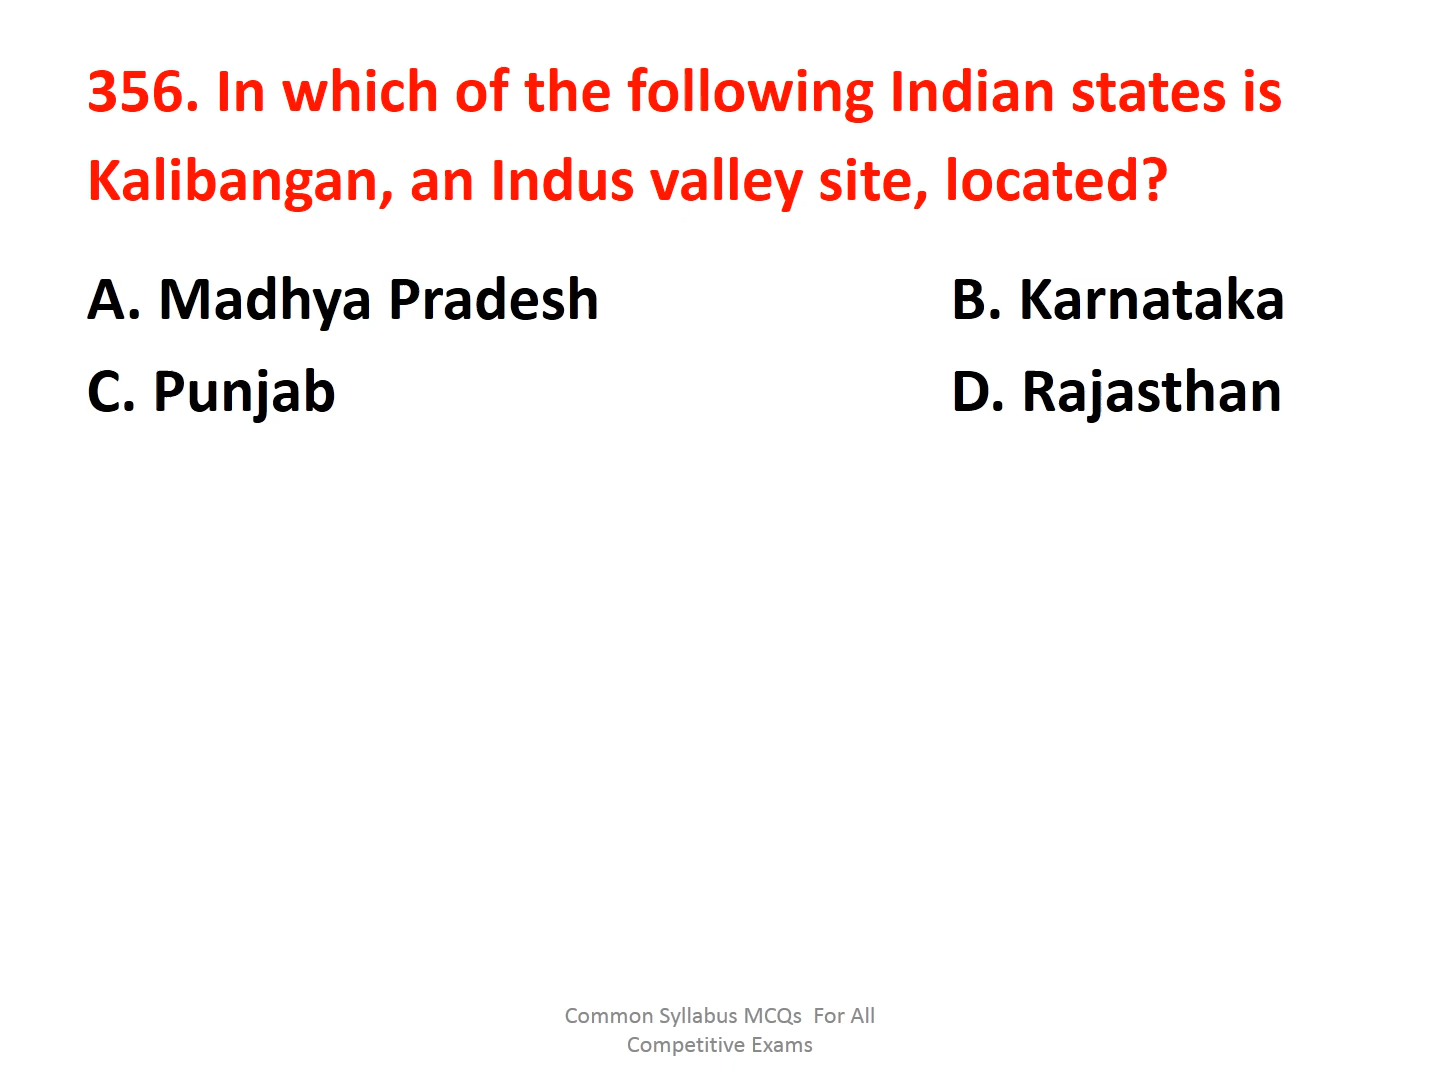 356. In which of the following Indian states is
Kalibangan, an Indus valley site, located?
A. Madhya Pradesh B. Karnataka
C. Punjab D. Rajasthan
Common Syllabus MCQs For All
Competitive Exams